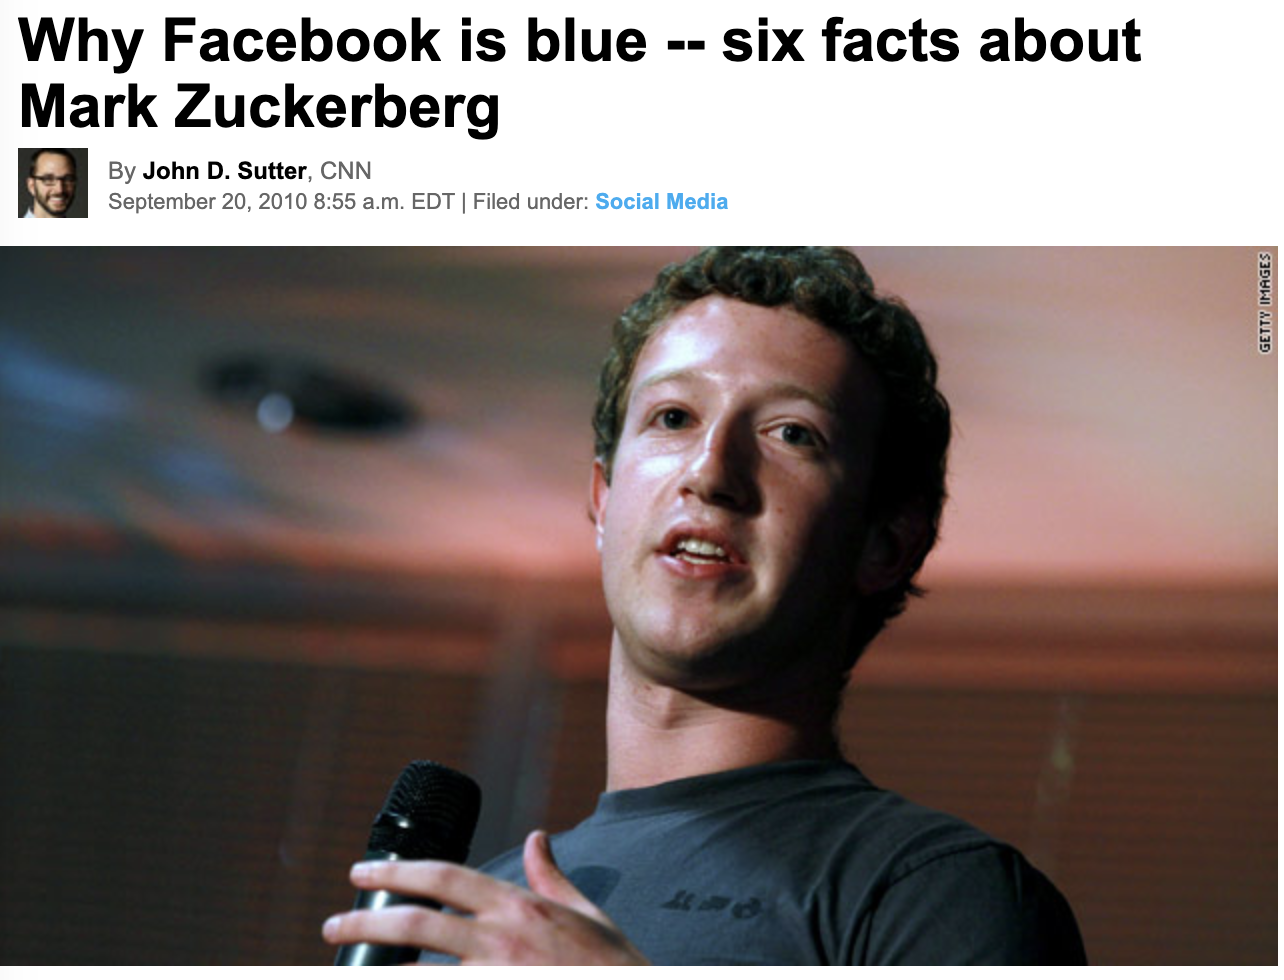 Why Facebook is blue -- six facts about
Mark Zuckerberg
By John D. Sutter, CNN
September 20, 2010 8:55 a.m. EDT | Filed under: Social Media
GETTY IMAGES